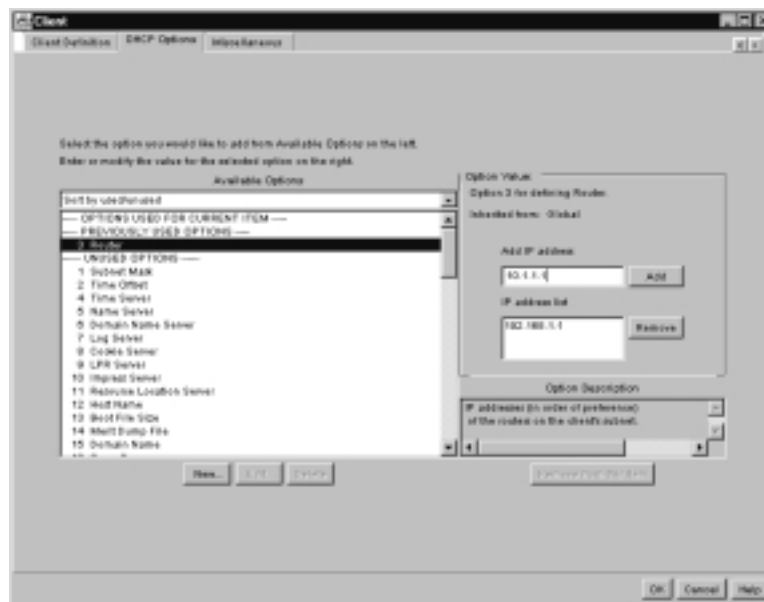 Client
Client Definition DHCP Options Miscellaneous
Select the option you would like to add from Available Options on the left.
Enter or modify the value for the selected option on the right.
Available Options
Sort by used/unused
---- OPTIONS USED FOR CURRENT ITEM ----
---- PREVIOUSLY USED OPTIONS ----
3 Router
---- UNUSED OPTIONS ----
1 Subnet Mask
2 Time Offset
4 Time Server
5 Name Server
6 Domain Name Server
7 Log Server
8 Cookie Server
9 LPR Server
10 Impress Server
11 Resource Location Server
12 Host Name
13 Boot File Size
14 Merit Dump File
15 Domain Name
New... Delete
Option Value:
Option 3 for defining Router.
Inherited from: Global
Add IP address
10.1.1.1
Add
IP address list
192.168.1.1
Remove
Option Description
IP addresses (in order of preference)
of the routers on the client's subnet.
OK Cancel Help